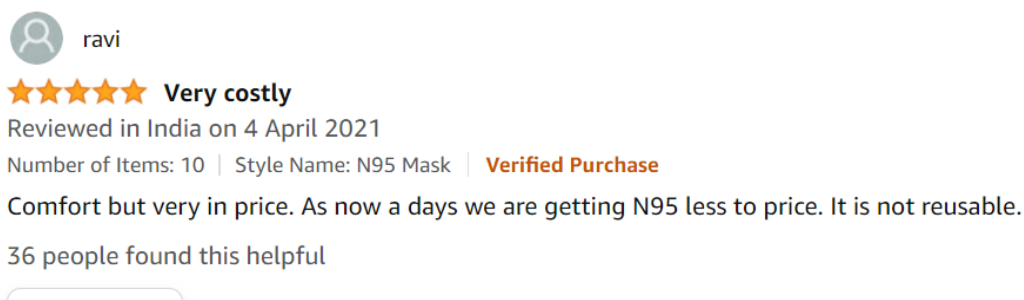 ravi
Very costly
Reviewed in India on 4 April 2021
Number of Items: 10 | Style Name: N95 Mask | Verified Purchase
Comfort but very in price. As now a days we are getting N95 less to price. It is not reusable.
36 people found this helpful